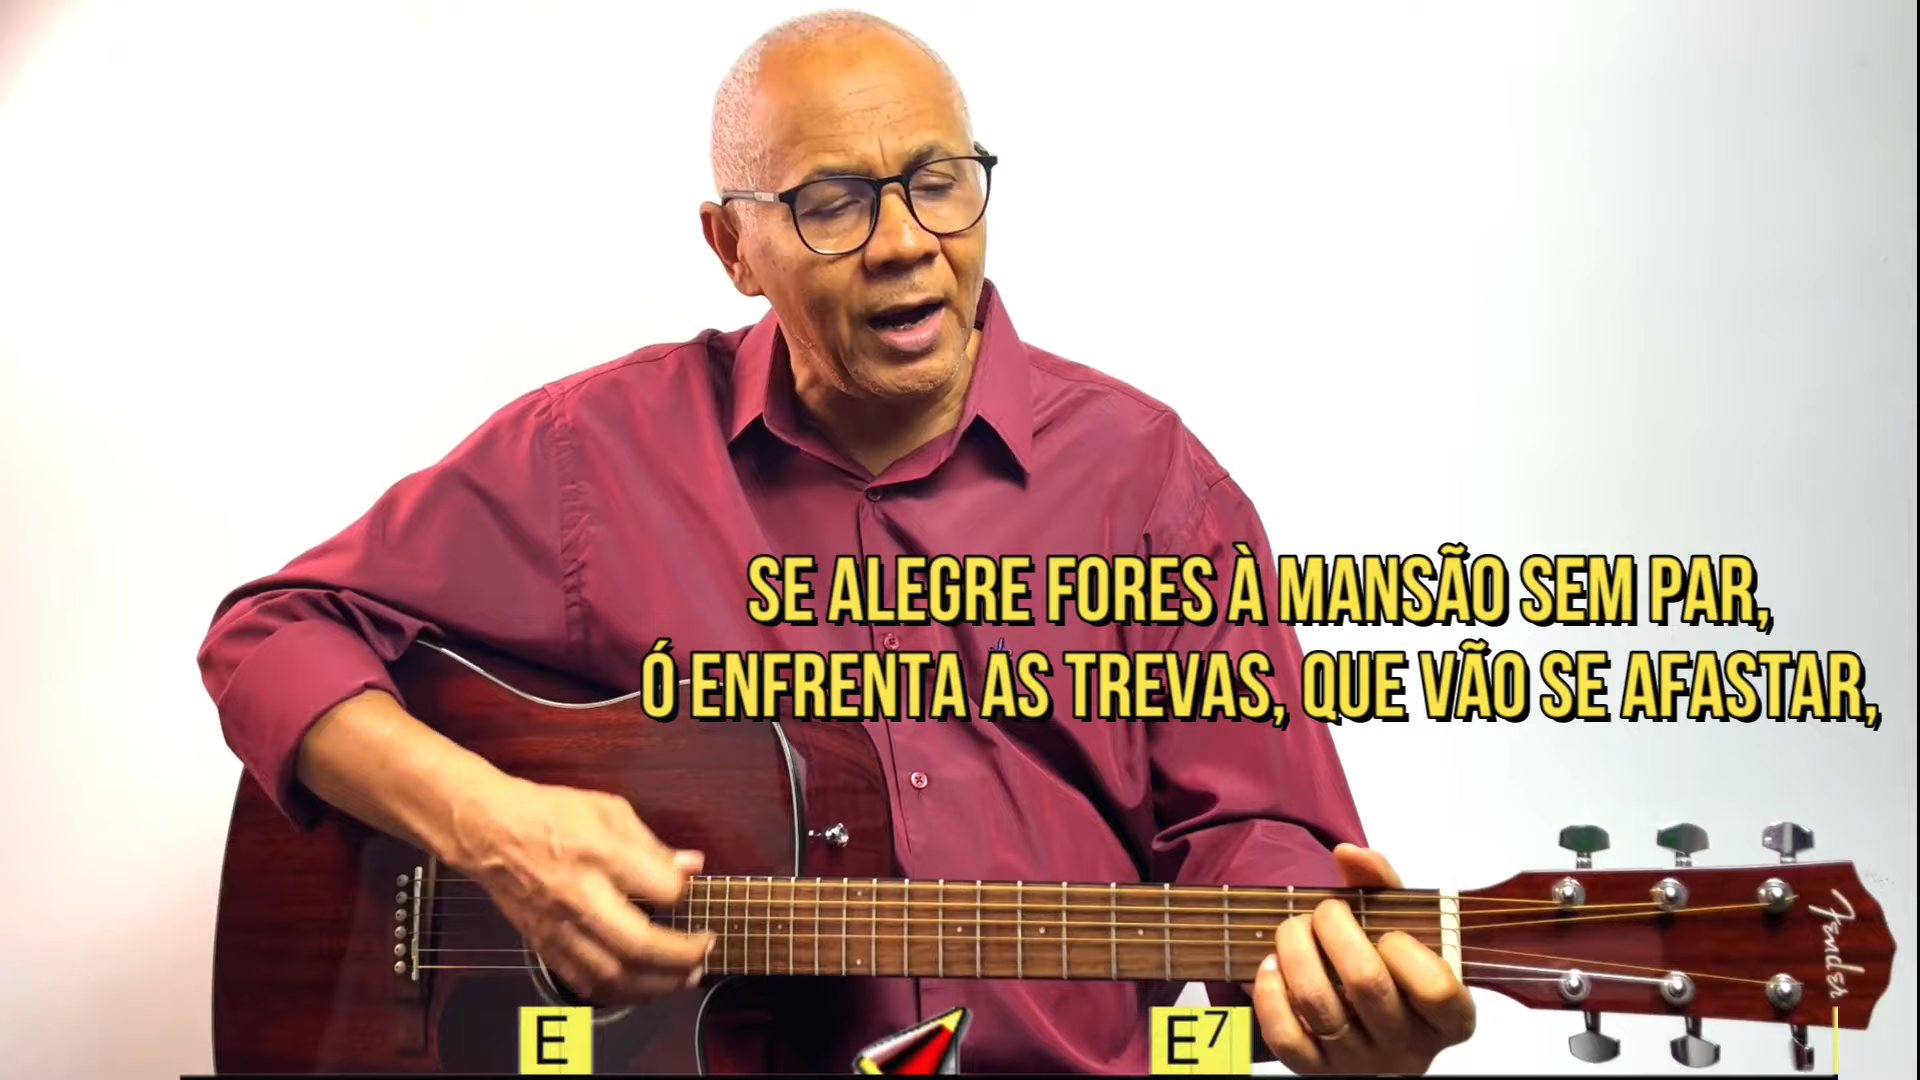 SE ALEGRE FORES À MANSÃO SEM PAR,
Ó ENFRENTA AS TREVAS, QUE VÃO SE AFASTAR,
Fender
E
E7